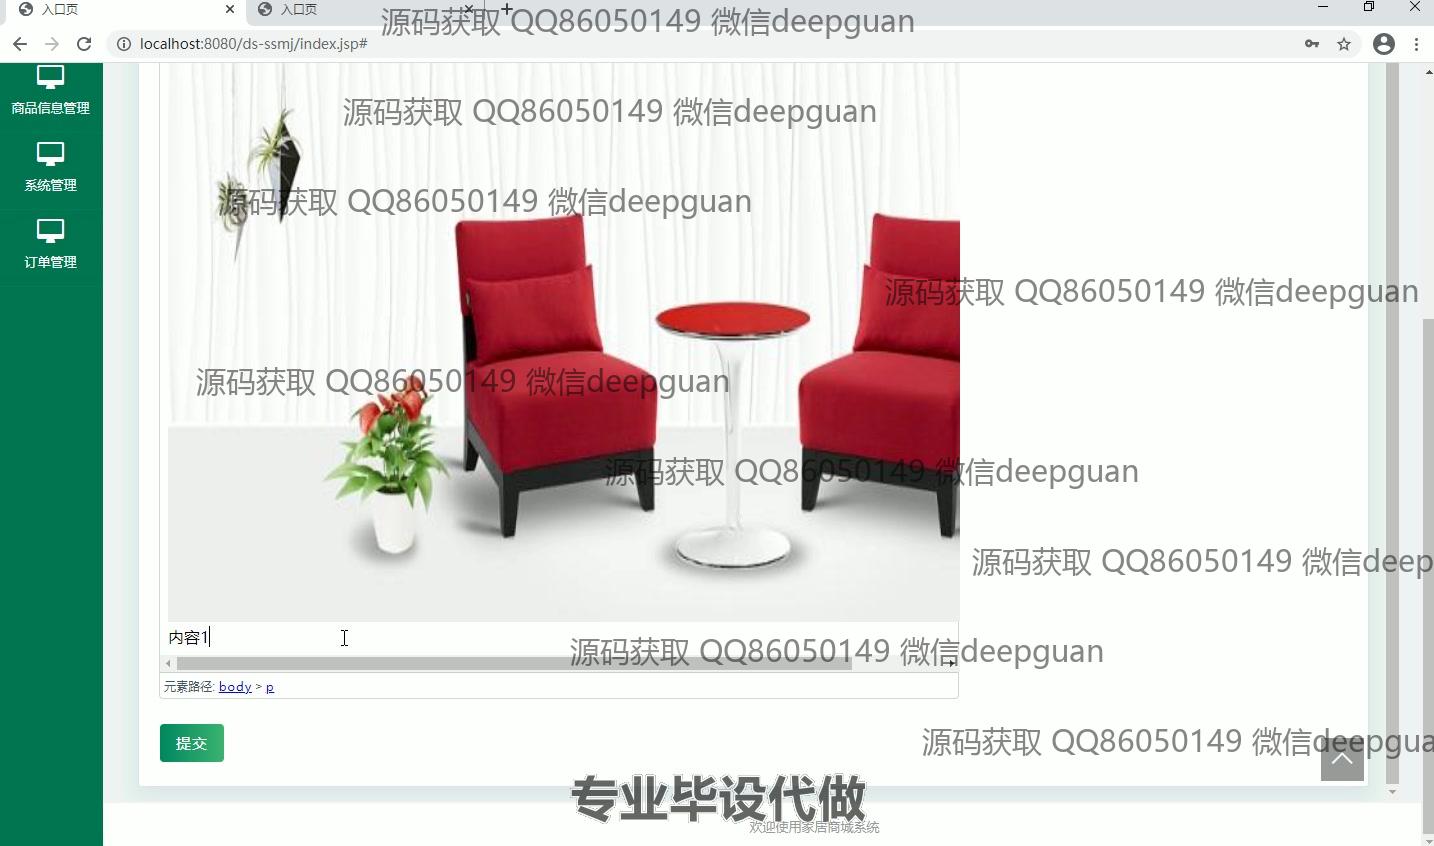 入口页
入口页
源码获取 QQ86050149 微信deepguan
localhost:8080/ds-ssmj/index.jsp#
商品信息管理
源码获取 QQ86050149 微信deepguan
系统管理
源码获取 QQ86050149 微信deepguan
订单管理
源码获取 QQ86050149 微信deepguan
源码获取 QQ86050149 微信deepguan
源码获取 QQ86050149 微信deepguan
源码获取 QQ86050149 微信deep
内容1
源码获取 QQ86050149 微信deepguan
元素路径: body > p
提交
源码获取 QQ86050149 微信deepgua
专业毕设代做
欢迎使用家居商城系统